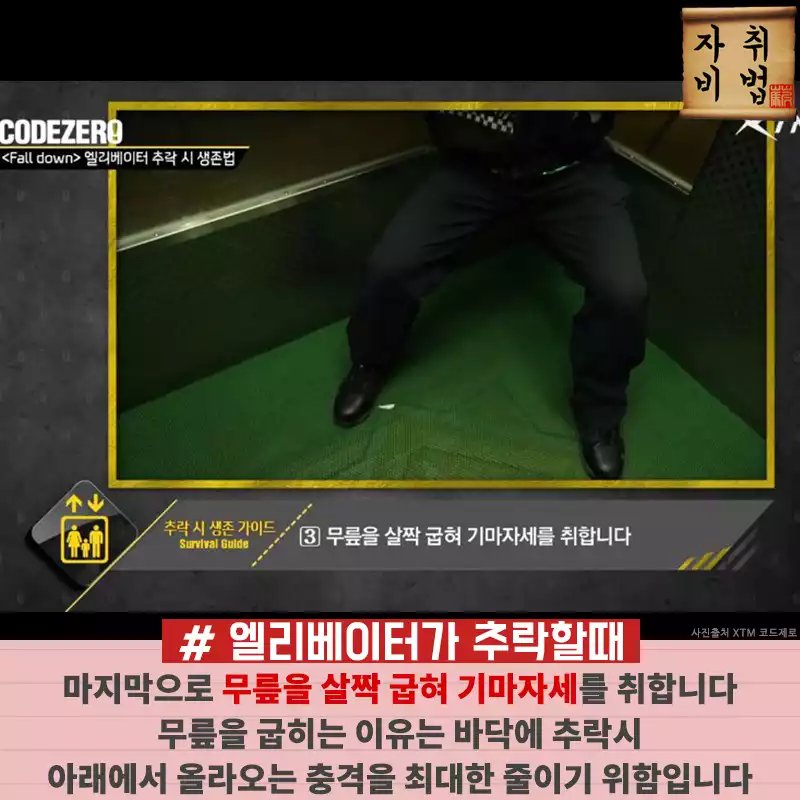 자취
비법
CODEZERO
<Fall down> 엘리베이터 추락 시 생존법
추락 시 생존 가이드
Survival Guide
3 무릎을 살짝 굽혀 기마자세를 취합니다
사진출처 XTM 코드제로
# 엘리베이터가 추락할때
마지막으로 무릎을 살짝 굽혀 기마자세를 취합니다
무릎을 굽히는 이유는 바닥에 추락시
아래에서 올라오는 충격을 최대한 줄이기 위함입니다